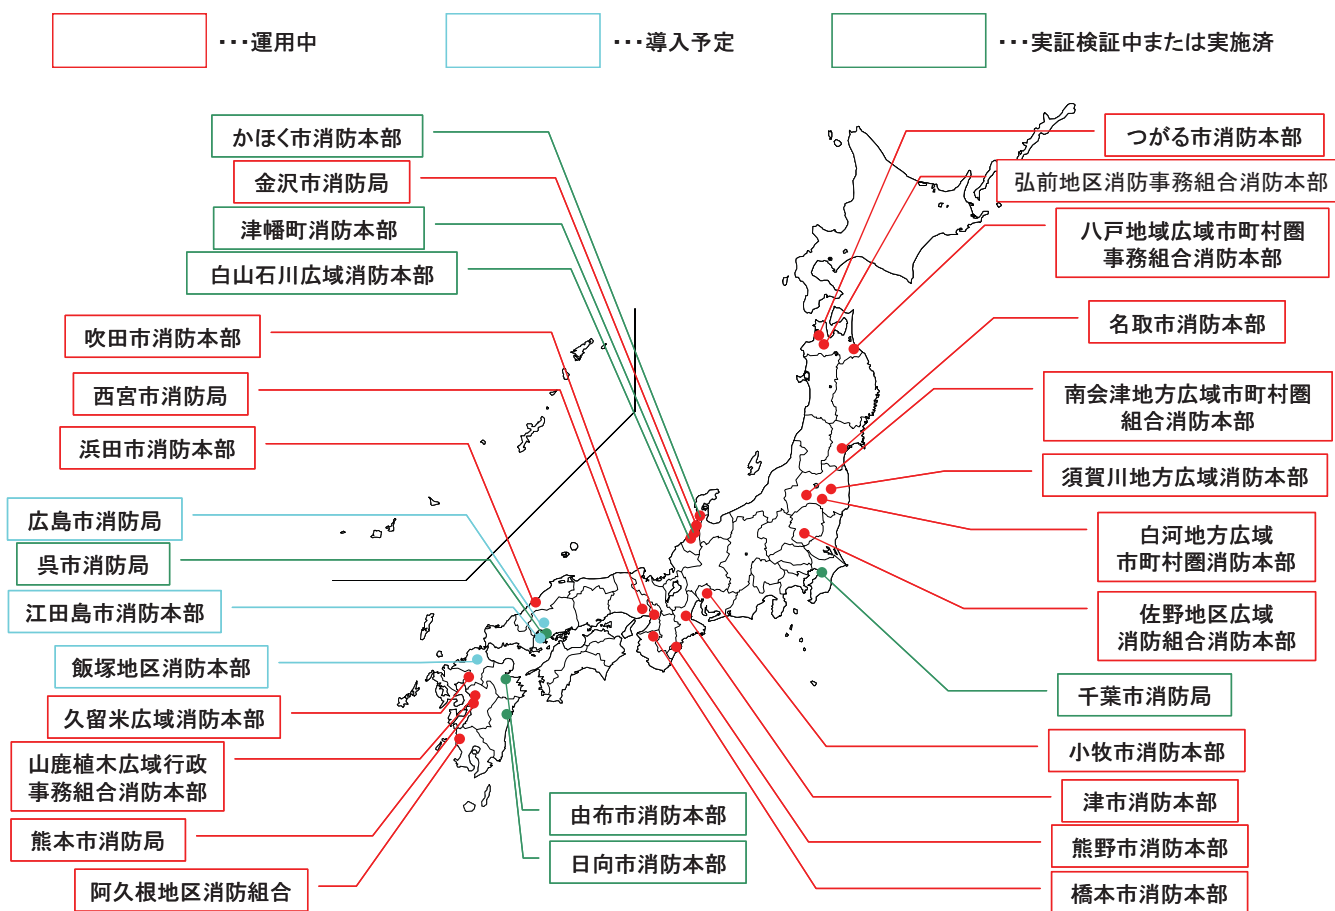 ・・・運用中
・・・導入予定
・・・実証検証中または実施済
かほく市消防本部
金沢市消防局
津幡町消防本部
白山石川広域消防本部
吹田市消防本部
西宮市消防局
浜田市消防本部
広島市消防局
呉市消防局
江田島市消防本部
飯塚地区消防本部
久留米広域消防本部
山鹿植木広域行政
事務組合消防本部
熊本市消防局
阿久根地区消防組合
由布市消防本部
日向市消防本部
つがる市消防本部
弘前地区消防事務組合消防本部
八戸地域広域市町村圏
事務組合消防本部
名取市消防本部
南会津地方広域市町村圏
組合消防本部
須賀川地方広域消防本部
白河地方広域
市町村圏消防本部
佐野地区広域
消防組合消防本部
千葉市消防局
小牧市消防本部
津市消防本部
熊野市消防本部
橋本市消防本部